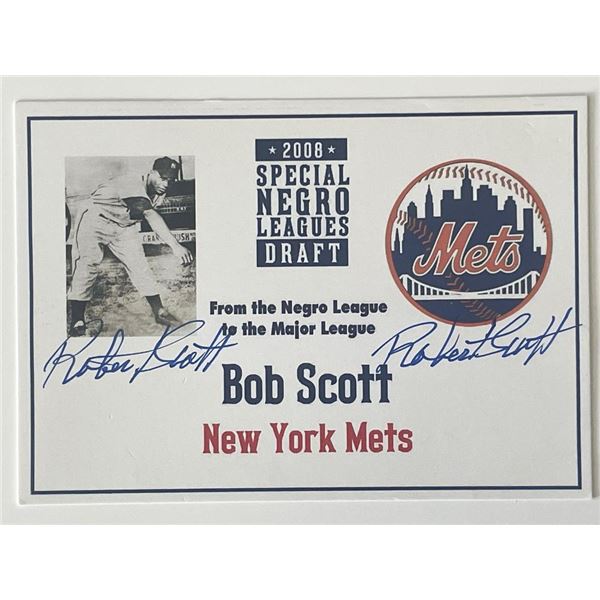 ★ 2008 ★
SPECIAL
NEGRO
LEAGUES
DRAFT
Mets
From the Negro League
to the Major League
Robert Scott
Robert Scott
Bob Scott
New York Mets